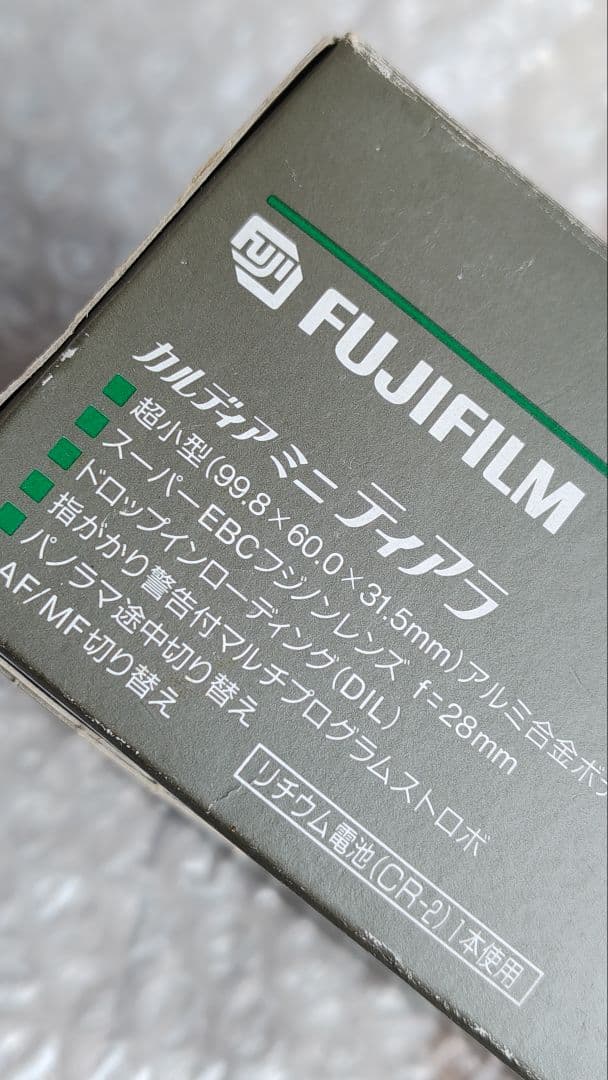 FUJI
FUJIFILM
カルディア ミニ ティアラ
超小型(99.8×60.0×31.5mm)アルミ合金ボ
スーパーEBCフジノンレンズ f=28mm
ドロップインローディング(DIL)
指がかり警告付マルチプログラムストロボ
パノラマ途中切り替え
AF/MF切り替え
リチウム電池(CR-2)1本使用